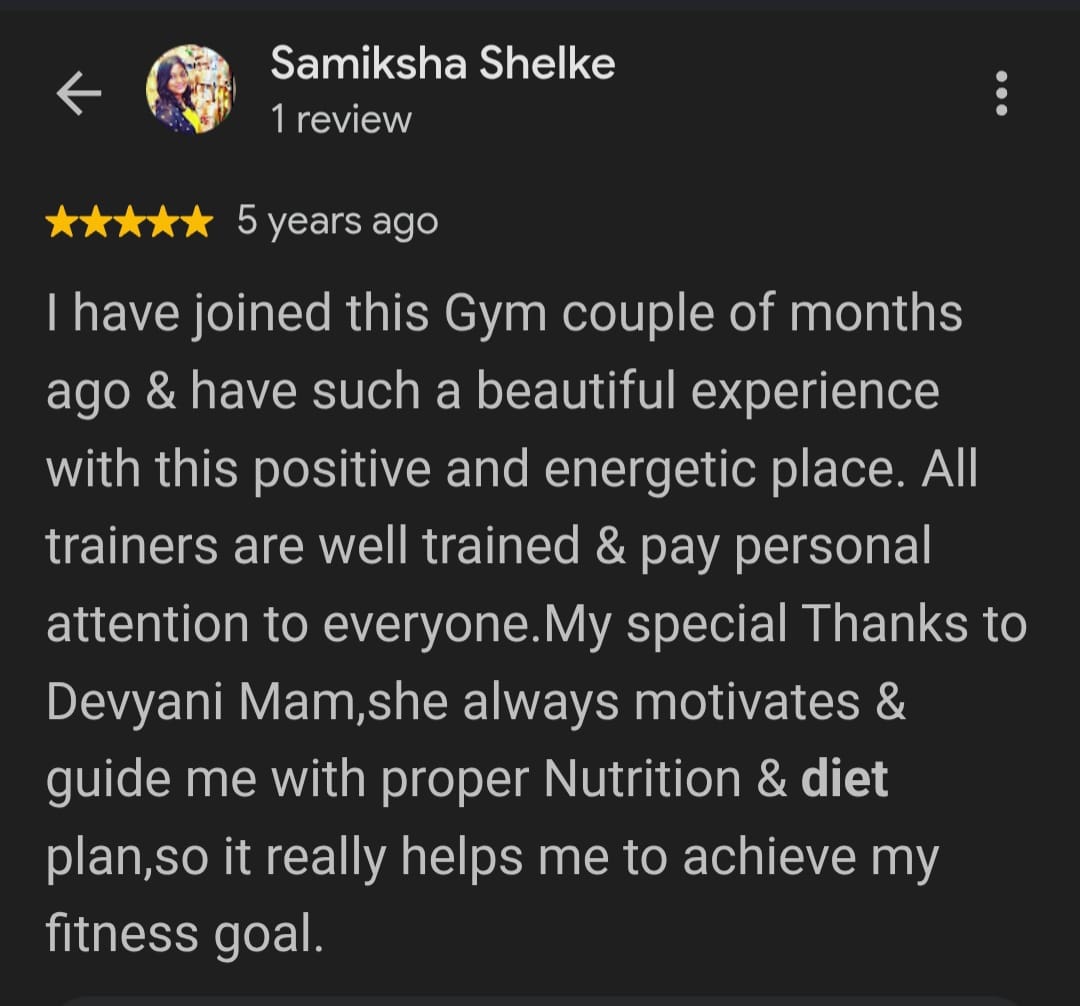 Samiksha Shelke
1 review
5 years ago
I have joined this Gym couple of months
ago & have such a beautiful experience
with this positive and energetic place. All
trainers are well trained & pay personal
attention to everyone.My special Thanks to
Devyani Mam,she always motivates &
guide me with proper Nutrition & diet
plan,so it really helps me to achieve my
fitness goal.